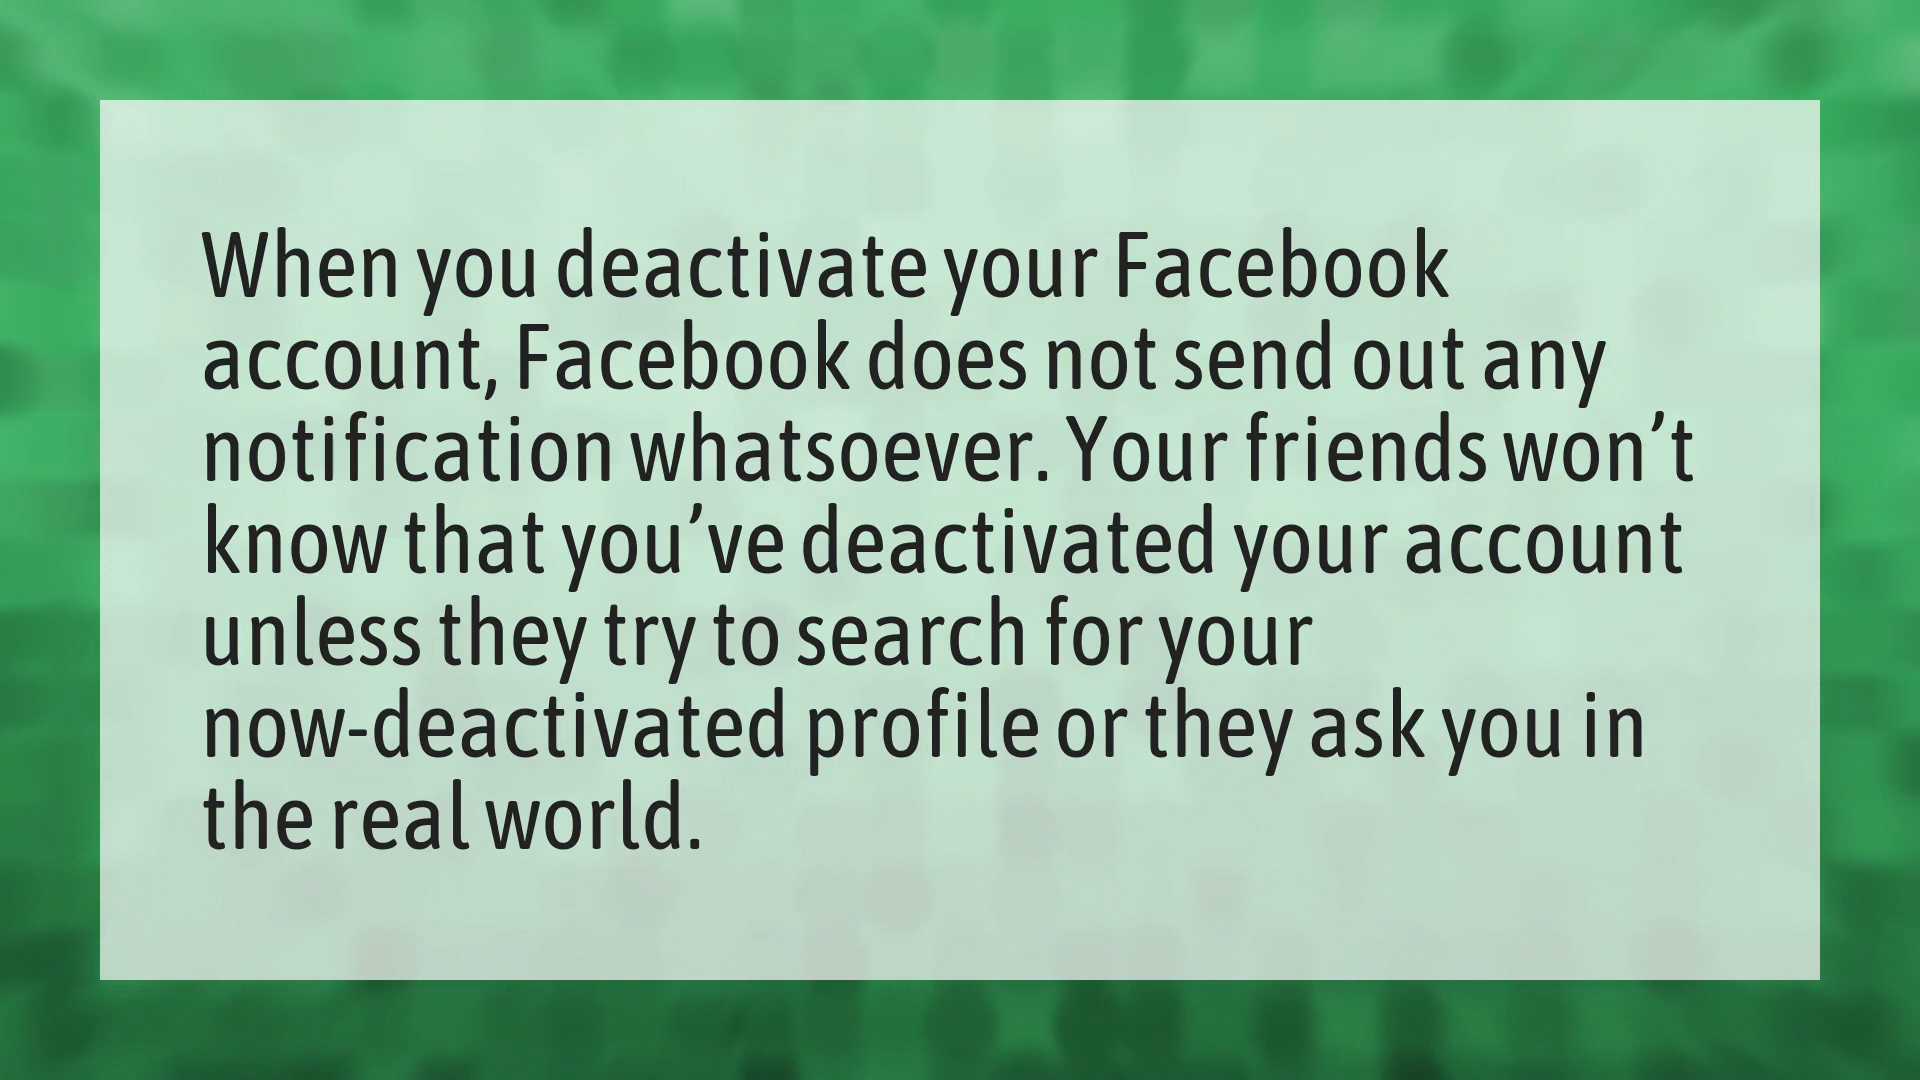 When you deactivate your Facebook
account, Facebook does not send out any
notification whatsoever. Your friends won’t
know that you’ve deactivated your account
unless they try to search for your
now-deactivated profile or they ask you in
the real world.